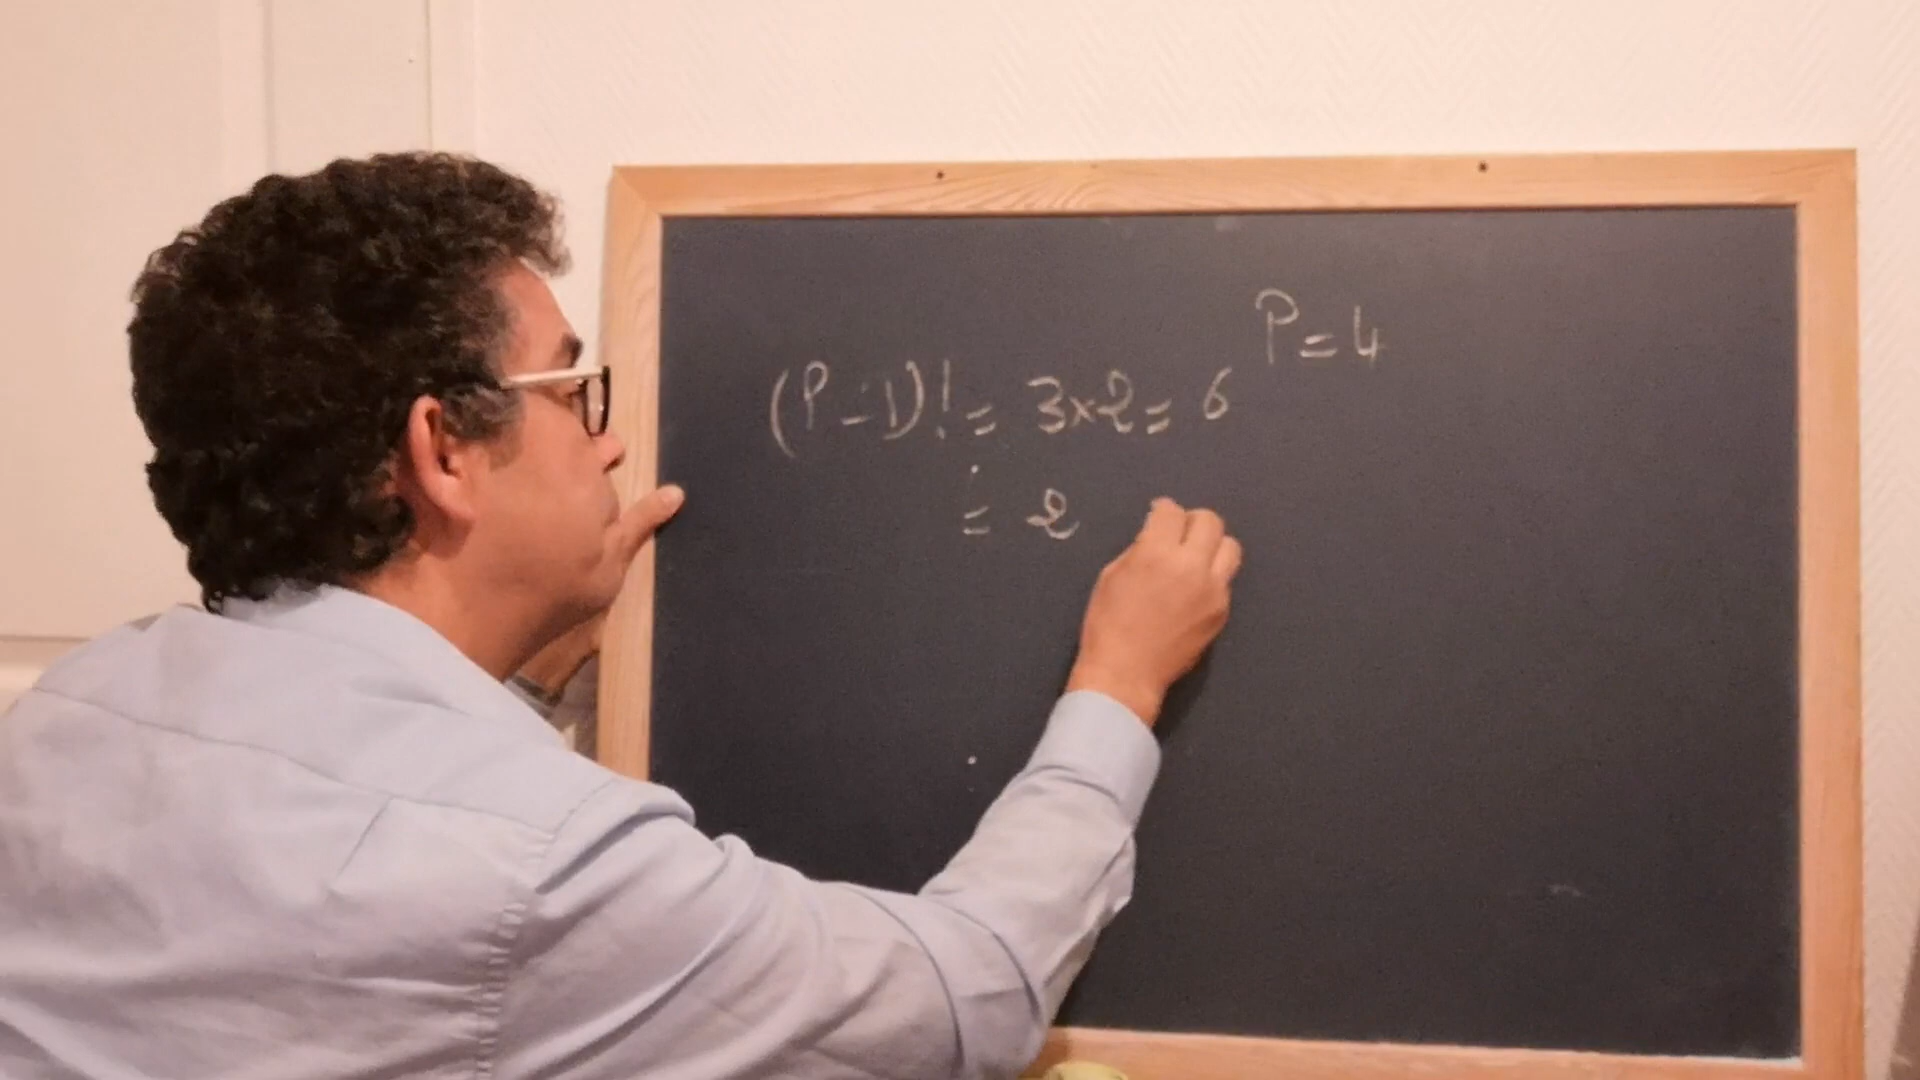 P = 4
(P - 1)! = 3 x 2 = 6
= 2